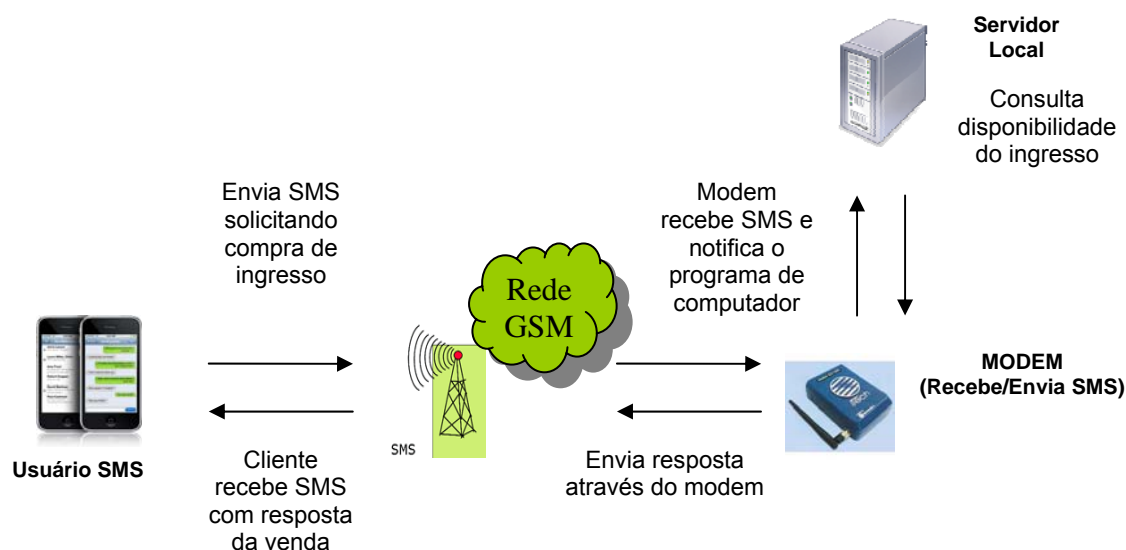 Servidor
Local
Consulta
disponibilidade
do ingresso
Envia SMS
solicitando
compra de
ingresso
Modem
recebe SMS e
notifica o
programa de
computador
Rede
GSM
MODEM
(Recebe/Envia SMS)
SMS
Usuário SMS
Cliente
recebe SMS
com resposta
da venda
Envia resposta
através do modem